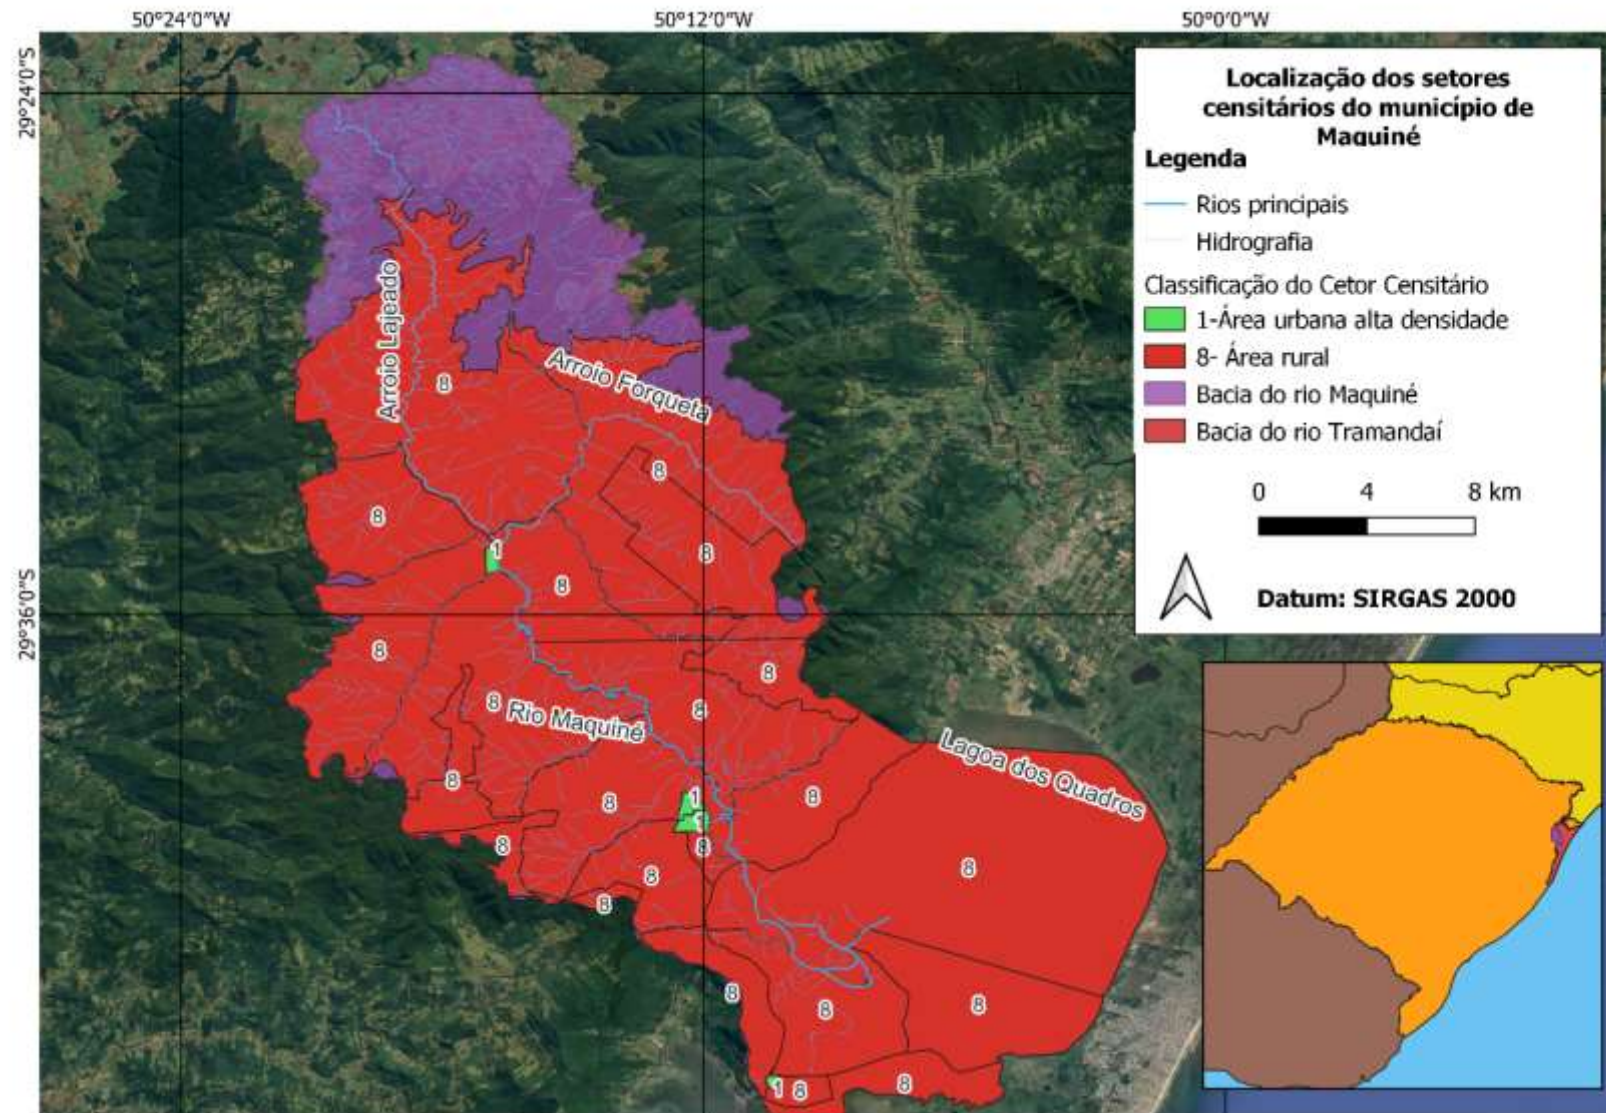 50°24'0"W
50°12'0"W
50°0'0"W
29°24'0"S
29°36'0"S
Localização dos setores
censitários do município de
Maquiné
Legenda
Rios principais
Hidrografia
Classificação do Cetor Censitário
1-Área urbana alta densidade
8- Área rural
Bacia do rio Maquiné
Bacia do rio Tramandaí
0 4 8 km
Datum: SIRGAS 2000
Arroio Lajeado
Arroio Forqueta
8
8
8
8
1
8
8
8
8
Rio Maquiné
8
Lagoa dos Quadros
8
8
1
8
1
8
8
8
8
8
8
8
8
8
1
8
8